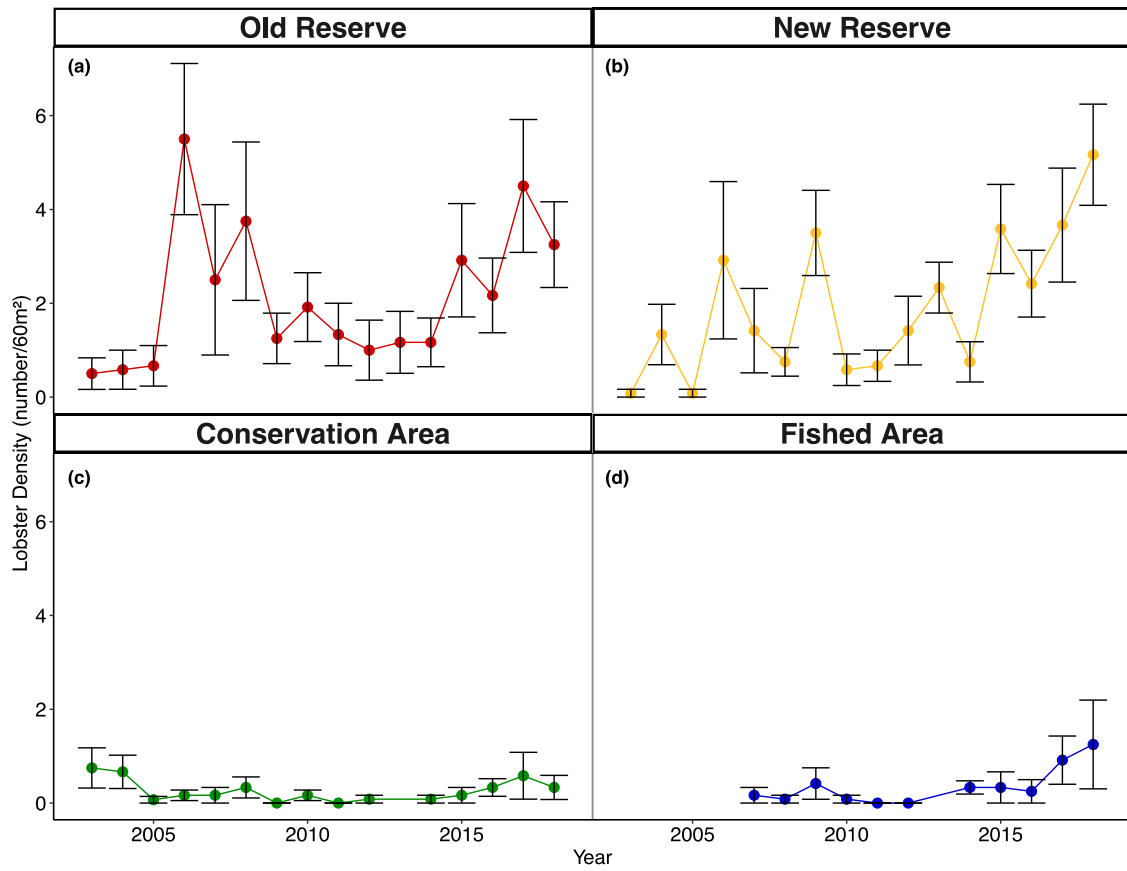 Old Reserve
New Reserve
(a)
(b)
6
4
2
0
Conservation Area
Fished Area
(c)
(d)
6
4
2
0
2005
2010
2015
2005
2010
2015
Year
Lobster Density (number/60m²)